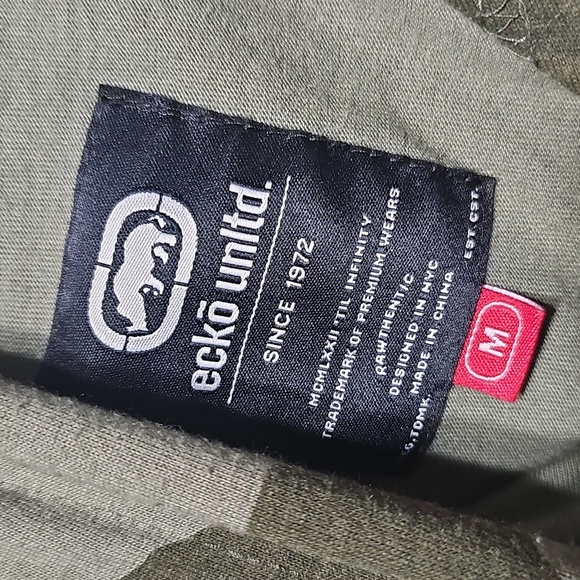 eckō unltd.
SINCE 1972
MCMLXXII·'TIL INFINITY
TRADEMARK OF PREMIUM WEARS
RAWTHENTIC
DESIGNED IN NYC
MADE IN CHINA
EST CST.
M